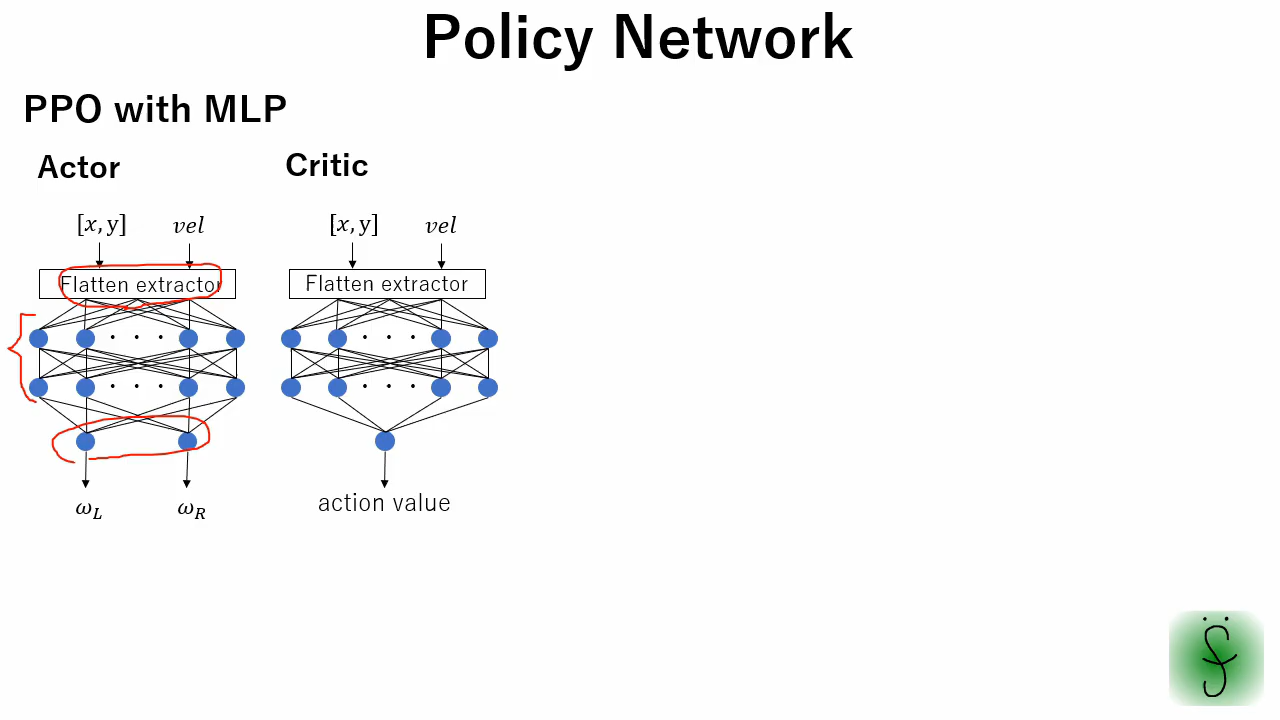 Policy Network
PPO with MLP
Actor
Critic
[x, y] vel
[x, y] vel
Flatten extractor
Flatten extractor
. . .
. . .
. . .
. . .
ω_L ω_R
action value